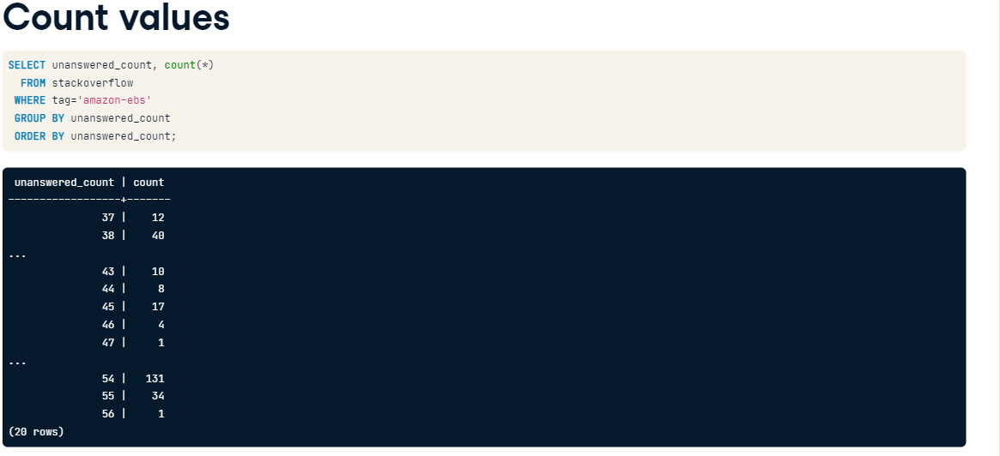 Count values
SELECT unanswered_count, count(*)
  FROM stackoverflow
 WHERE tag='amazon-ebs'
 GROUP BY unanswered_count
 ORDER BY unanswered_count;
 unanswered_count | count
------------------+-------
               37 |    12
               38 |    40
...
               43 |    10
               44 |     8
               45 |    17
               46 |     4
               47 |     1
...
               54 |   131
               55 |    34
               56 |     1
(20 rows)